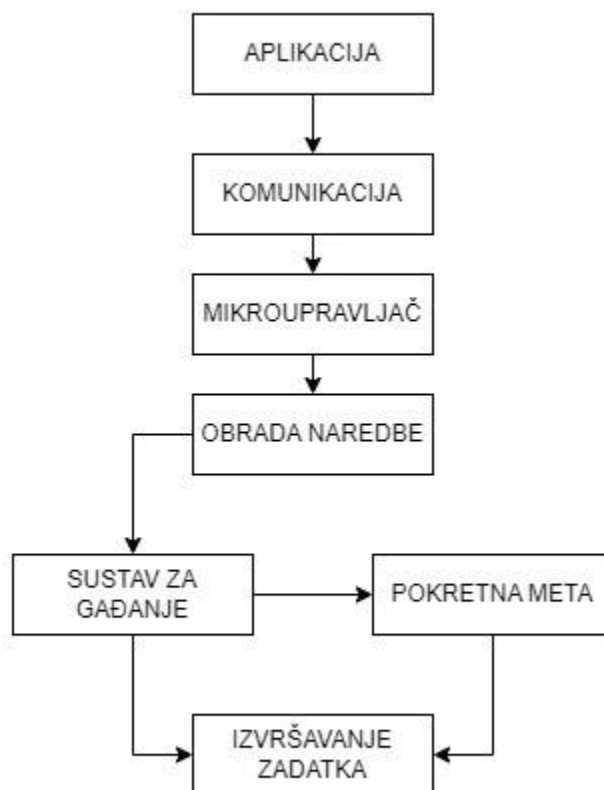 APLIKACIJA
KOMUNIKACIJA
MIKROUPRAVLJAČ
OBRADA NAREDBE
SUSTAV ZA
GAĐANJE
POKRETNA META
IZVRŠAVANJE
ZADATKA